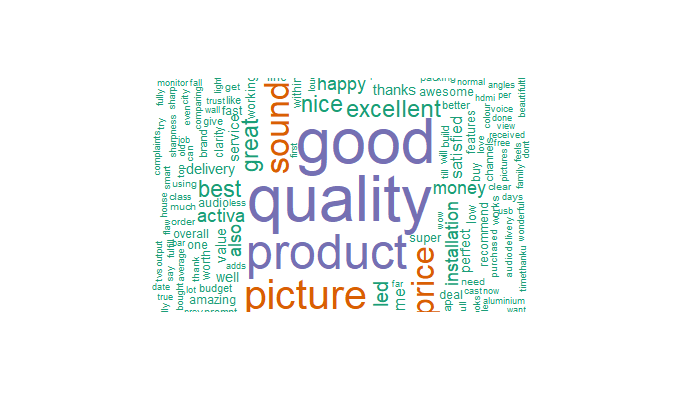 good
quality
product
picture
sound
price
excellent
great
nice
best
activa
also
money
installation
led
happy
thanks
awesome
better
satisfied
features
build
will
till
buy
love
channels
colour
hdmi
normal
angles
per
voice
done
view
received
free
pictures
feels
family
dont
beautiful
clear
days
low
recommend
works
purchased
usb
audiodelivery
wonderful
timethanku
perfect
need
cast
now
aluminium
want
deal
super
wow
far
me
monitor
fall
light
get
working
within
trust
like
wall
fast
give
service
clarity
brand
comparing
city
even
sharp
fully
try
sharpness
complaints
job
can
top
smart
house
delivery
using
class
much
audio
less
order
overall
one
value
flaw
output
tvs
average
thank
worth
well
adds
say
date
true
bought
lot
budget
amazing
first